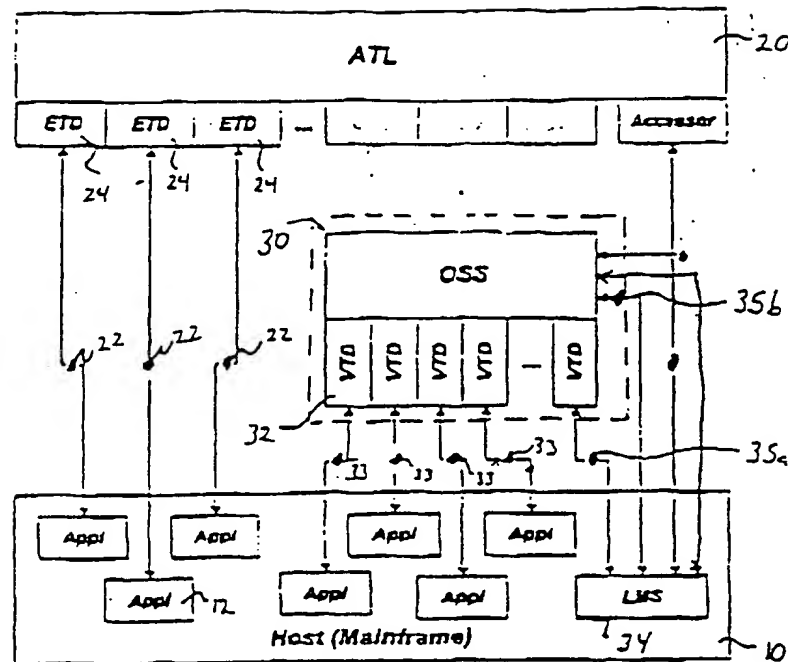 20
ATL
ETD ETD ETD Accessor
24 24 24
30
OSS
35b
22 22 22
VTD VTD VTD VTD VTD
32
33 33 33 33
35a
Appl Appl Appl Appl
Appl 12 Appl Appl LMS
34
Host (Mainframe)
10